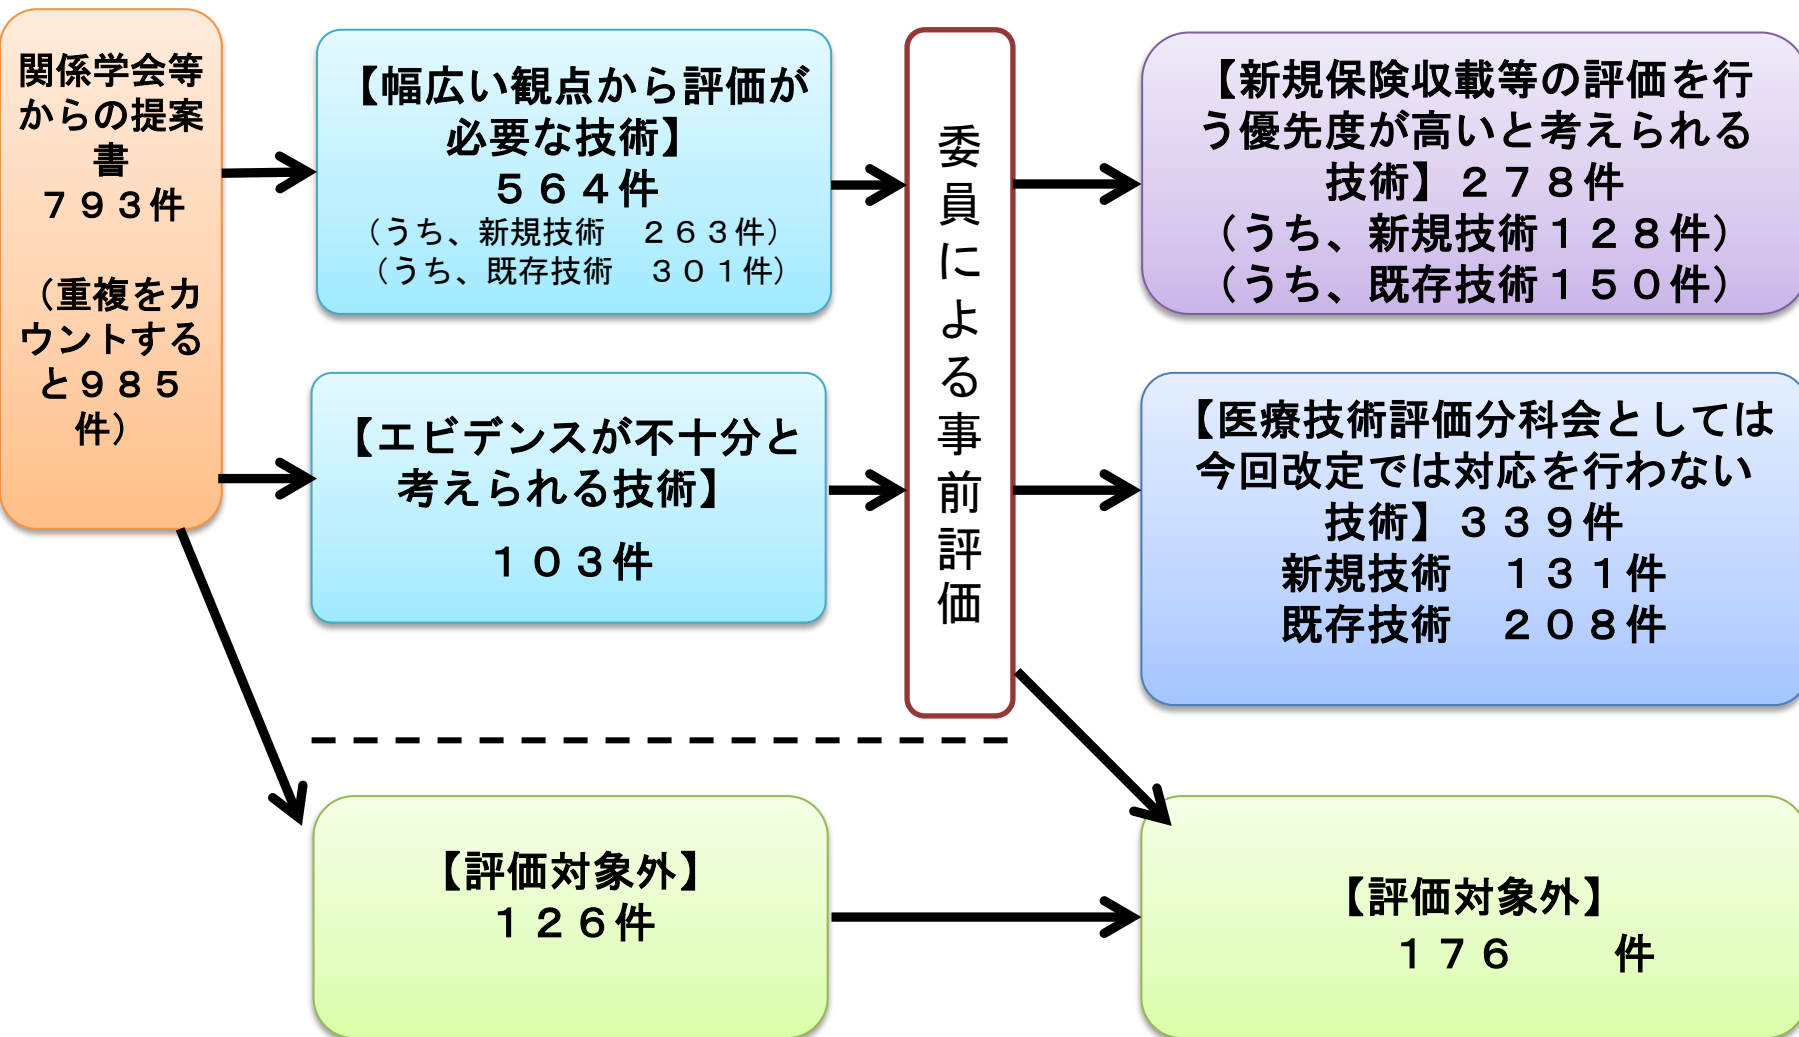 関係学会等
からの提案
書
７９３件
（重複をカ
ウントする
と９８５
件）
【幅広い観点から評価が
必要な技術】
５６４件
（うち、新規技術　２６３件）
（うち、既存技術　３０１件）
【エビデンスが不十分と
考えられる技術】
１０３件
【評価対象外】
１２６件
委員による事前評価
【新規保険収載等の評価を行
う優先度が高いと考えられる
技術】２７８件
（うち、新規技術１２８件）
（うち、既存技術１５０件）
【医療技術評価分科会としては
今回改定では対応を行わない
技術】３３９件
新規技術　１３１件
既存技術　２０８件
【評価対象外】
１７６　　件